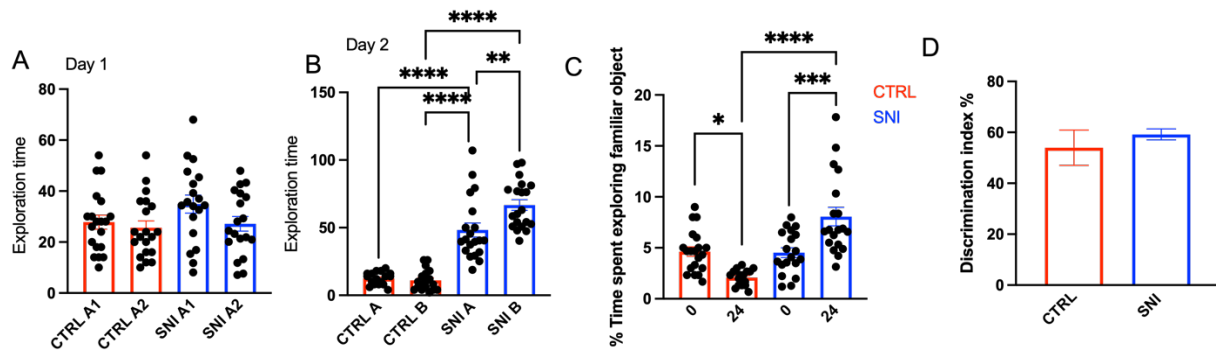 A
Day 1
Exploration time
80
60
40
20
0
CTRL A1
CTRL A2
SNI A1
SNI A2
B
Day 2
Exploration time
150
100
50
0
****
****
**
****
CTRL A
CTRL B
SNI A
SNI B
C
% Time spent exploring familiar object
20
15
10
5
0
****
***
*
0
24
0
24
CTRL
SNI
D
Discrimination index %
80
60
40
20
0
CTRL
SNI